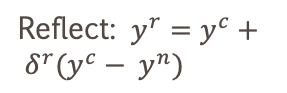 Reflect: yʳ = yᶜ +
δʳ(yᶜ − yⁿ)